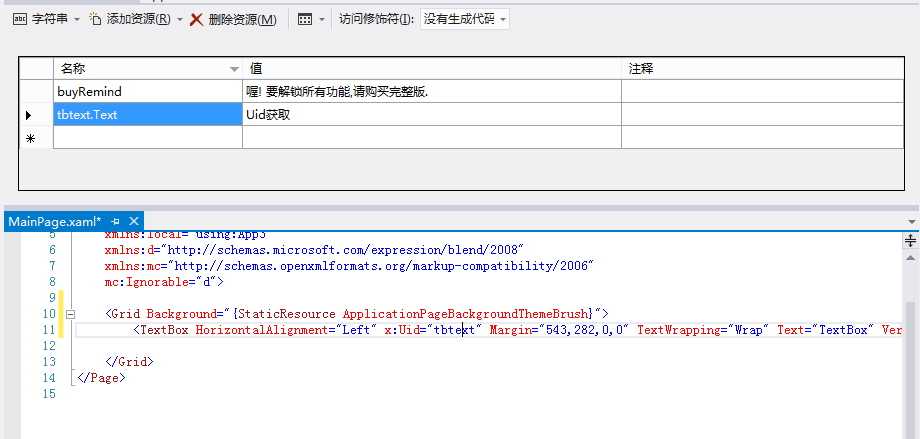 字符串 添加资源(R) 删除资源(M) 访问修饰符(I): 没有生成代码
名称 值 注释
buyRemind 喔! 要解锁所有功能,请购买完整版.
tbtext.Text Uid获取
MainPage.xaml*
5 xmlns:local="using:App3"
6 xmlns:d="http://schemas.microsoft.com/expression/blend/2008"
7 xmlns:mc="http://schemas.openxmlformats.org/markup-compatibility/2006"
8 mc:Ignorable="d">
9
10 <Grid Background="{StaticResource ApplicationPageBackgroundThemeBrush}">
11 <TextBox HorizontalAlignment="Left" x:Uid="tbtext" Margin="543,282,0,0" TextWrapping="Wrap" Text="TextBox" Ver
12
13 </Grid>
14 </Page>
15